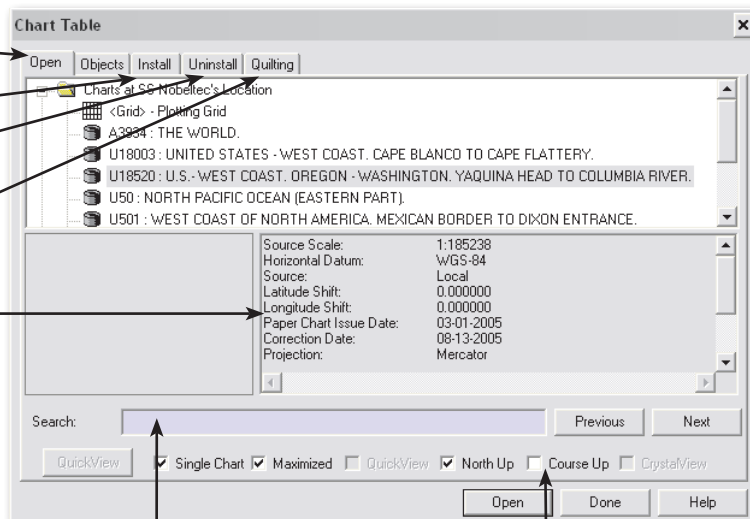 Chart Table
Open Objects Install Uninstall Quilting
Charts at SS Nobeltec's Location
<Grid> - Plotting Grid
A3934 : THE WORLD.
U18003 : UNITED STATES - WEST COAST. CAPE BLANCO TO CAPE FLATTERY.
U18520 : U.S.- WEST COAST. OREGON - WASHINGTON. YAQUINA HEAD TO COLUMBIA RIVER.
U50 : NORTH PACIFIC OCEAN (EASTERN PART).
U501 : WEST COAST OF NORTH AMERICA. MEXICAN BORDER TO DIXON ENTRANCE.
Source Scale: 1:185238
Horizontal Datum: WGS-84
Source: Local
Latitude Shift: 0.000000
Longitude Shift: 0.000000
Paper Chart Issue Date: 03-01-2005
Correction Date: 08-13-2005
Projection: Mercator
Search: Previous Next
QuickView Single Chart Maximized QuickView North Up Course Up CrystalView
Open Done Help